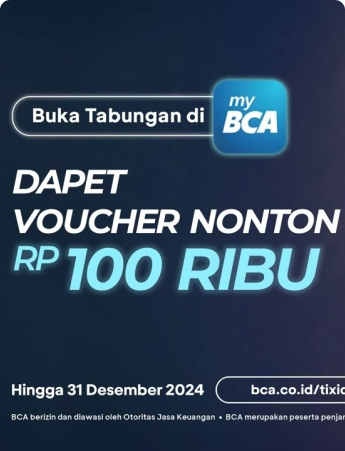 Buka Tabungan di
my
BCA
DAPET
VOUCHER NONTON
RP 100 RIBU
Hingga 31 Desember 2024
bca.co.id/tixid
BCA berizin dan diawasi oleh Otoritas Jasa Keuangan • BCA merupakan peserta